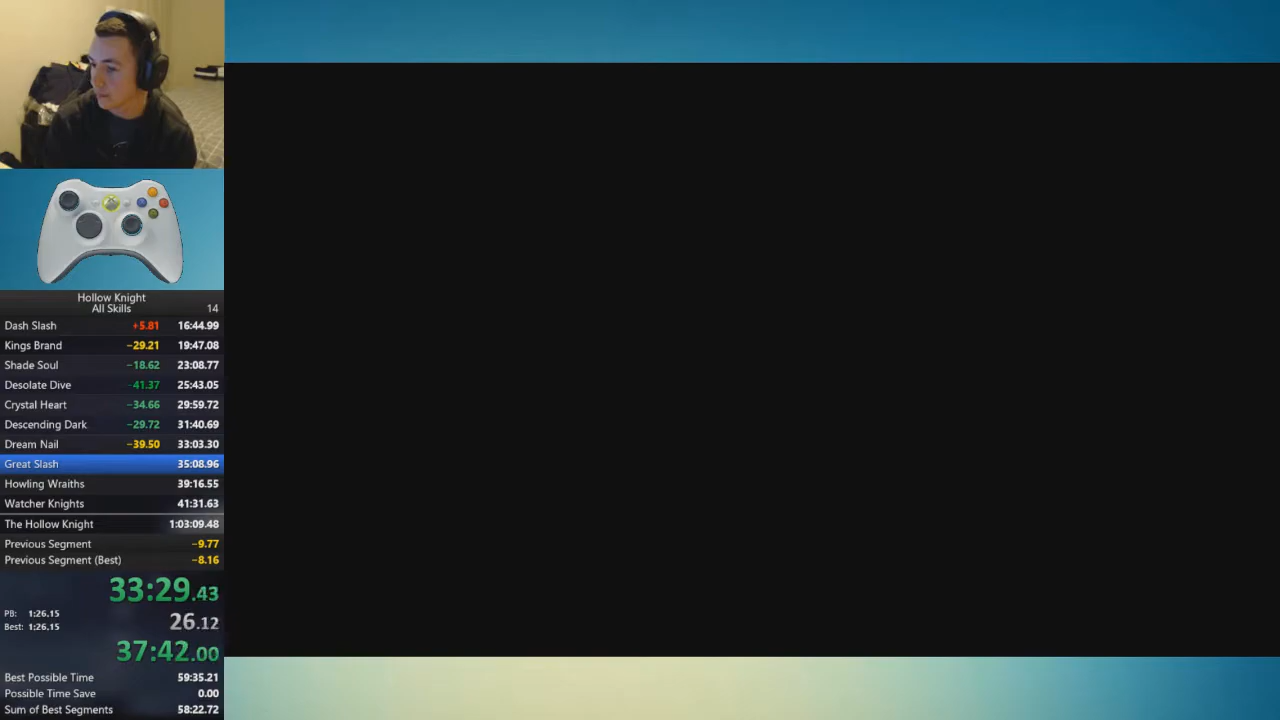 Hollow Knight
All Skills 14
Dash Slash +5.81 16:44.99
Kings Brand -29.21 19:47.08
Shade Soul -18.62 23:08.77
Desolate Dive -41.37 25:43.05
Crystal Heart -34.66 29:59.72
Descending Dark -29.72 31:40.69
Dream Nail -39.50 33:03.30
Great Slash 35:08.96
Howling Wraiths 39:16.55
Watcher Knights 41:31.63
The Hollow Knight 1:03:09.48
Previous Segment -9.77
Previous Segment (Best) -8.16
33:29.43
PB: 1:26.15
Best: 1:26.15
26.12
37:42.00
Best Possible Time 59:35.21
Possible Time Save 0.00
Sum of Best Segments 58:22.72